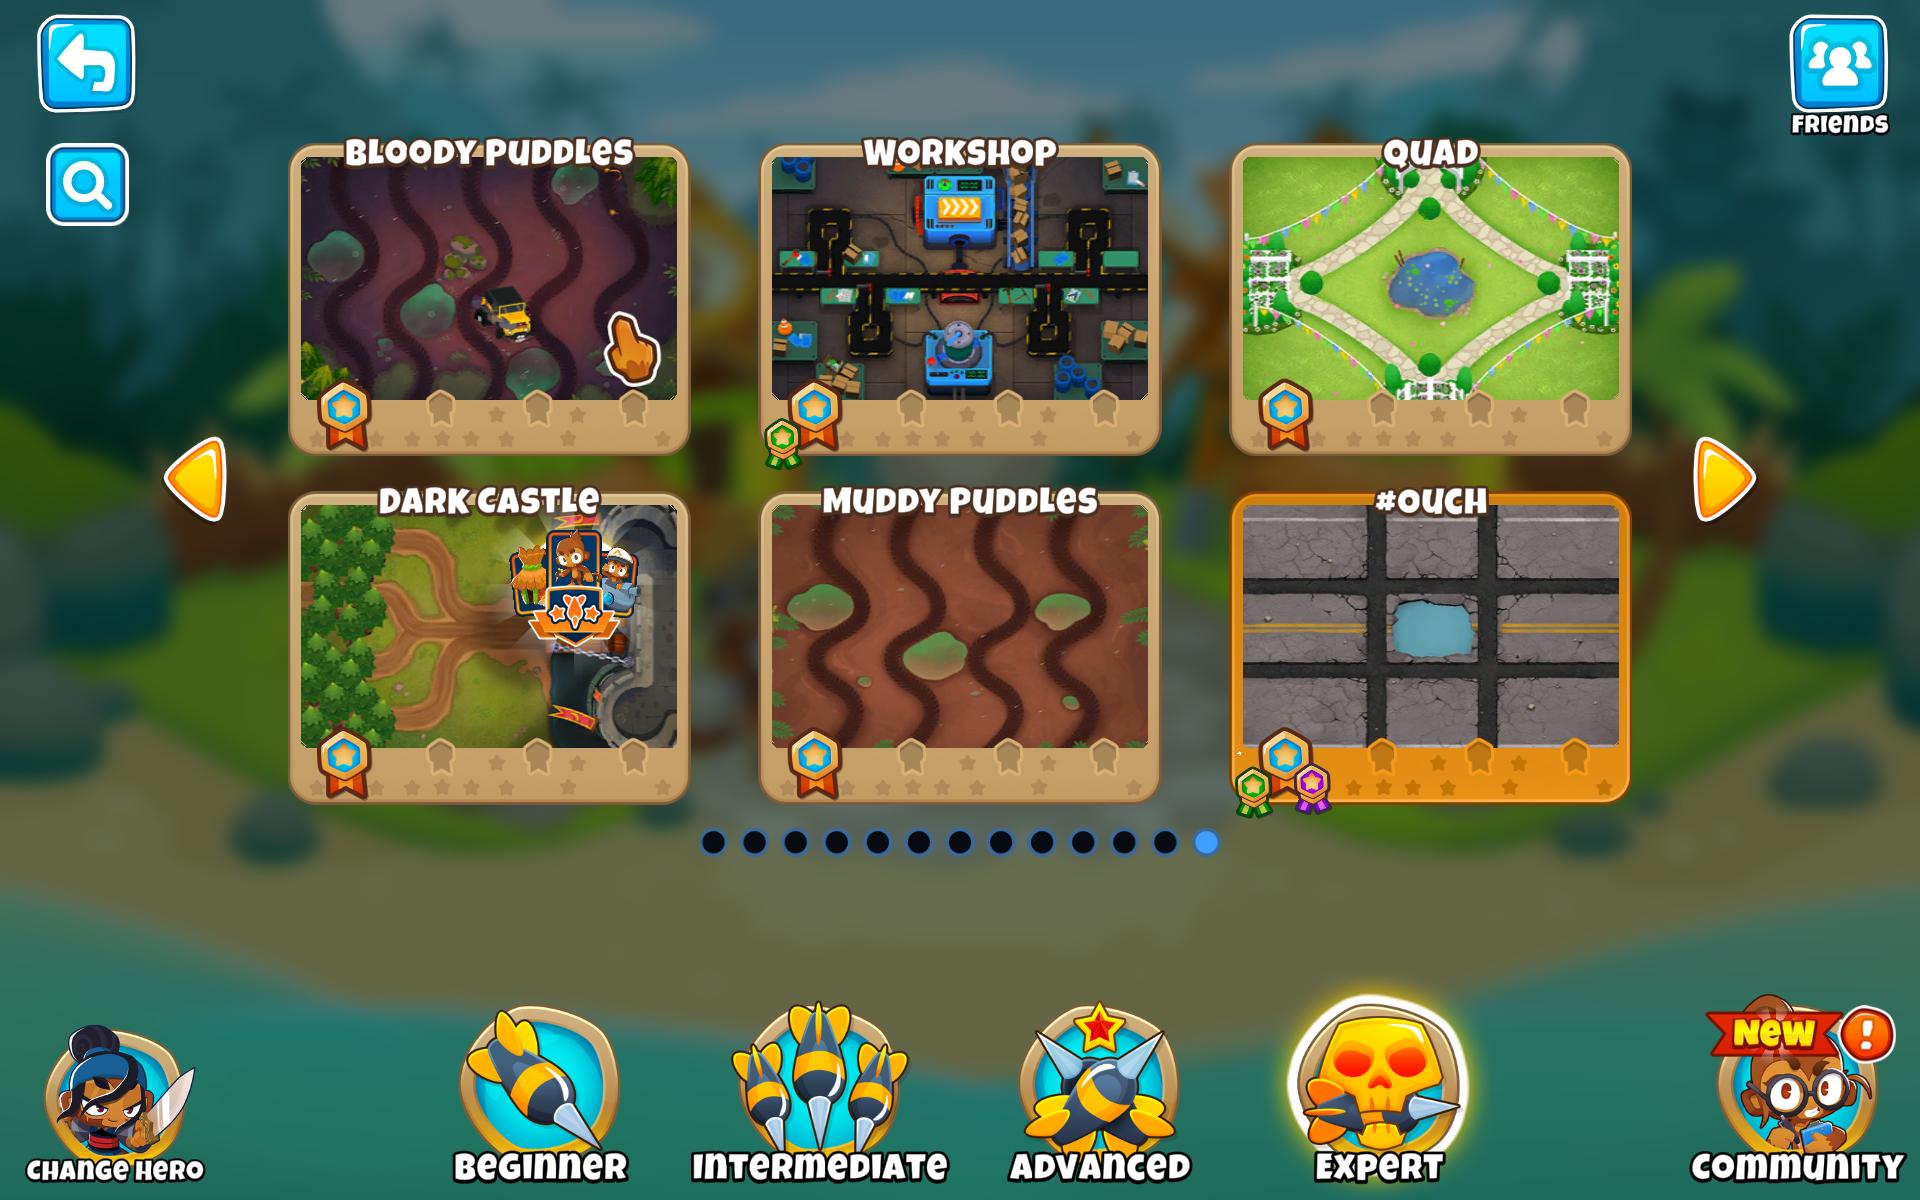 FRIENDS
BLOODY PUDDLES
WORKSHOP
QUAD
DARK CASTLE
MUDDY PUDDLES
#OUCH
New
CHANGE HERO
BEGINNER
INTERMEDIATE
ADVANCED
EXPERT
COMMUNITY